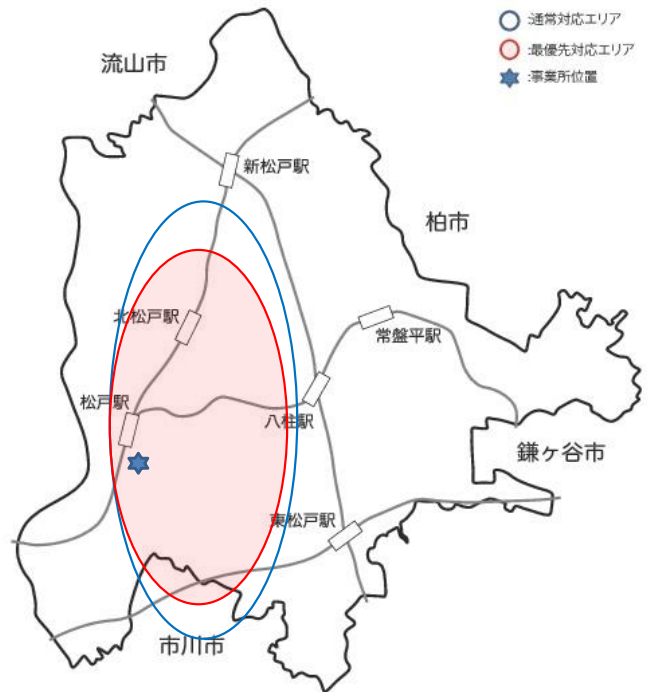 :通常対応エリア
:最優先対応エリア
:事業所位置
流山市
新松戸駅
柏市
北松戸駅
常盤平駅
松戸駅
八柱駅
鎌ヶ谷市
東松戸駅
市川市